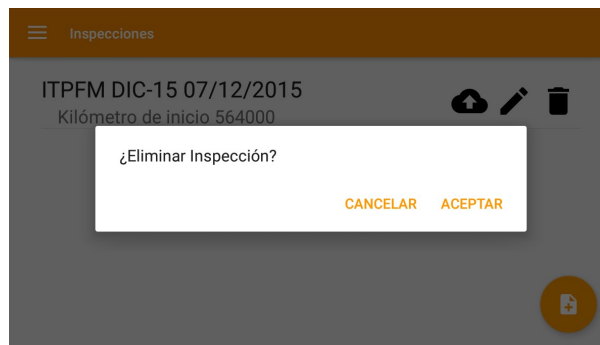 Inspecciones
ITPFM DIC-15 07/12/2015
Kilómetro de inicio 564000
¿Eliminar Inspección?
CANCELAR ACEPTAR